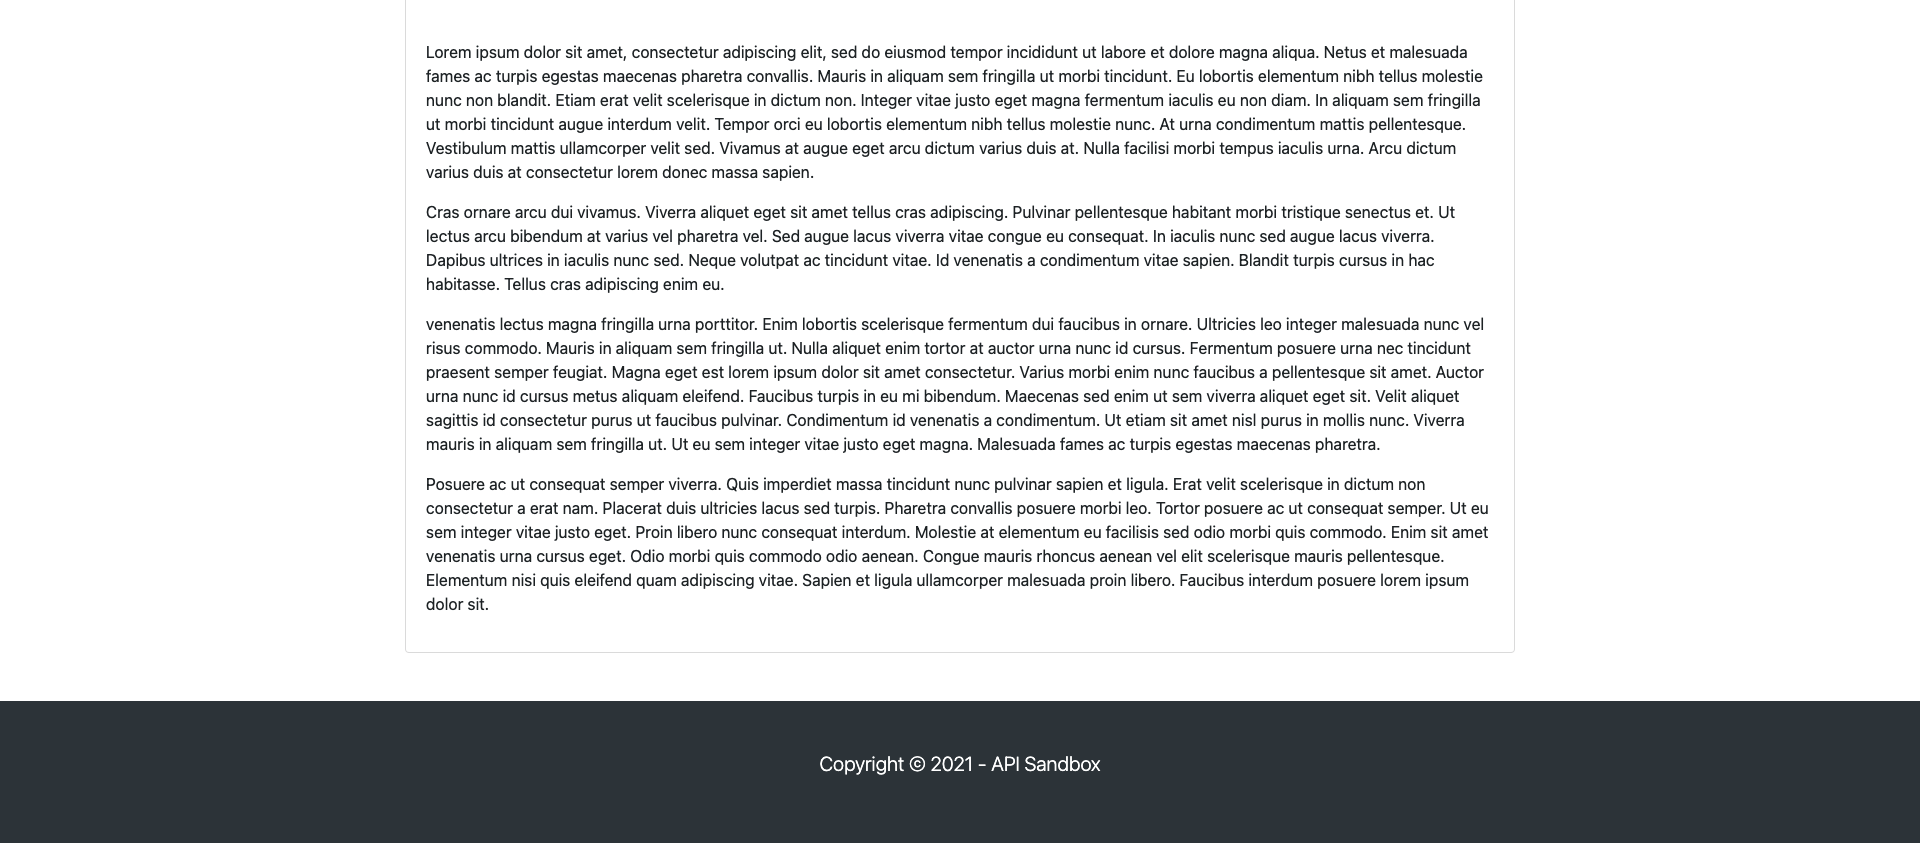 Lorem ipsum dolor sit amet, consectetur adipiscing elit, sed do eiusmod tempor incididunt ut labore et dolore magna aliqua. Netus et malesuada
fames ac turpis egestas maecenas pharetra convallis. Mauris in aliquam sem fringilla ut morbi tincidunt. Eu lobortis elementum nibh tellus molestie
nunc non blandit. Etiam erat velit scelerisque in dictum non. Integer vitae justo eget magna fermentum iaculis eu non diam. In aliquam sem fringilla
ut morbi tincidunt augue interdum velit. Tempor orci eu lobortis elementum nibh tellus molestie nunc. At urna condimentum mattis pellentesque.
Vestibulum mattis ullamcorper velit sed. Vivamus at augue eget arcu dictum varius duis at. Nulla facilisi morbi tempus iaculis urna. Arcu dictum
varius duis at consectetur lorem donec massa sapien.
Cras ornare arcu dui vivamus. Viverra aliquet eget sit amet tellus cras adipiscing. Pulvinar pellentesque habitant morbi tristique senectus et. Ut
lectus arcu bibendum at varius vel pharetra vel. Sed augue lacus viverra vitae congue eu consequat. In iaculis nunc sed augue lacus viverra.
Dapibus ultrices in iaculis nunc sed. Neque volutpat ac tincidunt vitae. Id venenatis a condimentum vitae sapien. Blandit turpis cursus in hac
habitasse. Tellus cras adipiscing enim eu.
venenatis lectus magna fringilla urna porttitor. Enim lobortis scelerisque fermentum dui faucibus in ornare. Ultricies leo integer malesuada nunc vel
risus commodo. Mauris in aliquam sem fringilla ut. Nulla aliquet enim tortor at auctor urna nunc id cursus. Fermentum posuere urna nec tincidunt
praesent semper feugiat. Magna eget est lorem ipsum dolor sit amet consectetur. Varius morbi enim nunc faucibus a pellentesque sit amet. Auctor
urna nunc id cursus metus aliquam eleifend. Faucibus turpis in eu mi bibendum. Maecenas sed enim ut sem viverra aliquet eget sit. Velit aliquet
sagittis id consectetur purus ut faucibus pulvinar. Condimentum id venenatis a condimentum. Ut etiam sit amet nisl purus in mollis nunc. Viverra
mauris in aliquam sem fringilla ut. Ut eu sem integer vitae justo eget magna. Malesuada fames ac turpis egestas maecenas pharetra.
Posuere ac ut consequat semper viverra. Quis imperdiet massa tincidunt nunc pulvinar sapien et ligula. Erat velit scelerisque in dictum non
consectetur a erat nam. Placerat duis ultricies lacus sed turpis. Pharetra convallis posuere morbi leo. Tortor posuere ac ut consequat semper. Ut eu
sem integer vitae justo eget. Proin libero nunc consequat interdum. Molestie at elementum eu facilisis sed odio morbi quis commodo. Enim sit amet
venenatis urna cursus eget. Odio morbi quis commodo odio aenean. Congue mauris rhoncus aenean vel elit scelerisque mauris pellentesque.
Elementum nisi quis eleifend quam adipiscing vitae. Sapien et ligula ullamcorper malesuada proin libero. Faucibus interdum posuere lorem ipsum
dolor sit.
Copyright © 2021 - API Sandbox